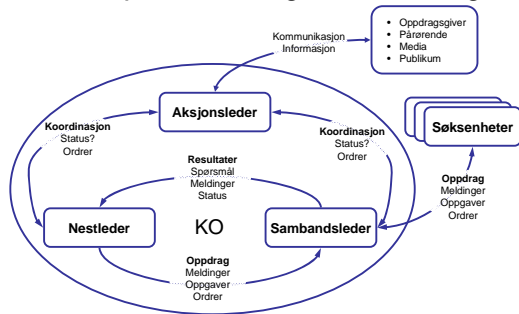 Kommunikasjon
Informasjon
• Oppdragsgiver
• Pårørende
• Media
• Publikum
Aksjonsleder
Koordinasjon
Status?
Ordrer
Koordinasjon
Status?
Ordrer
Søksenheter
Resultater
Spørsmål
Meldinger
Status
Oppdrag
Meldinger
Oppgaver
Ordrer
Nestleder
KO
Sambandsleder
Oppdrag
Meldinger
Oppgaver
Ordrer